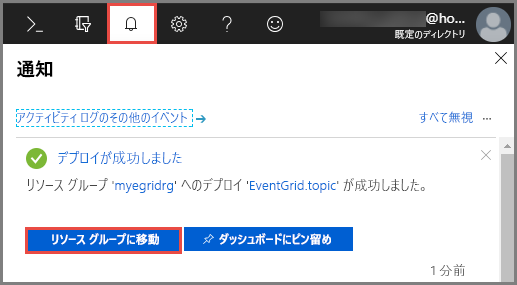 @ho...
既定のディレクトリ
通知
アクティビティ ログのその他のイベント →
すべて無視 ...
デプロイが成功しました
リソース グループ 'myegridrg' へのデプロイ 'EventGrid.topic' が成功しました。
リソース グループに移動
ダッシュボードにピン留め
1 分前